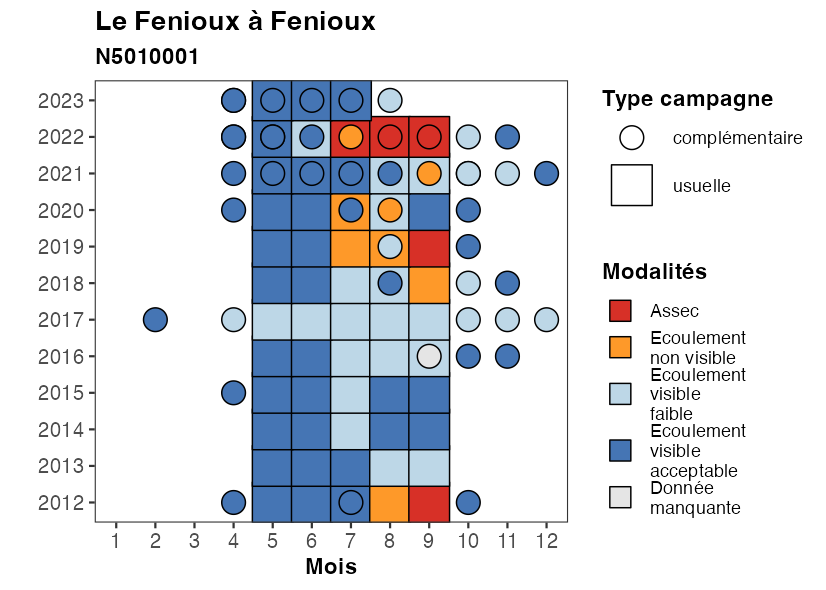 Le Fenioux à Fenioux
N5010001
2023
2022
2021
2020
2019
2018
2017
2016
2015
2014
2013
2012
1 2 3 4 5 6 7 8 9 10 11 12
Mois
Type campagne
complémentaire
usuelle
Modalités
Assec
Ecoulement
non visible
Ecoulement
visible
faible
Ecoulement
visible
acceptable
Donnée
manquante